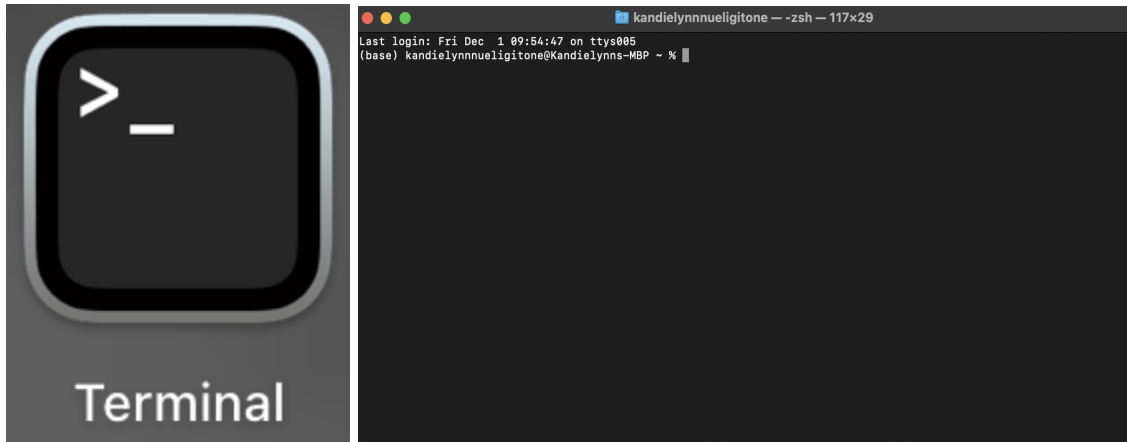 >_
Terminal
kandielynnnueligitone — -zsh — 117×29
Last login: Fri Dec  1 09:54:47 on ttys005
(base) kandielynnnueligitone@Kandielynns-MBP ~ %